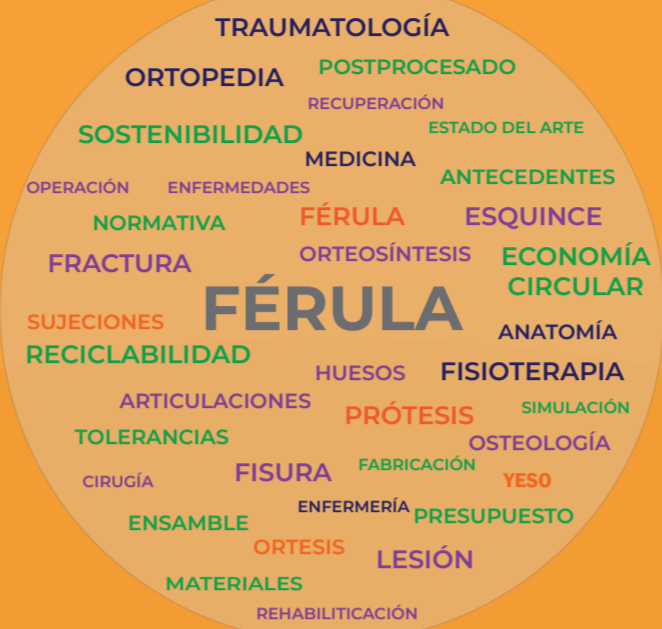 TRAUMATOLOGÍA
POSTPROCESADO
ORTOPEDIA
RECUPERACIÓN
SOSTENIBILIDAD
ESTADO DEL ARTE
MEDICINA
ANTECEDENTES
OPERACIÓN
ENFERMEDADES
NORMATIVA
FÉRULA
ESQUINCE
FRACTURA
ORTEOSÍNTESIS
ECONOMÍA
CIRCULAR
FÉRULA
SUJECIONES
ANATOMÍA
RECICLABILIDAD
HUESOS
FISIOTERAPIA
ARTICULACIONES
PRÓTESIS
SIMULACIÓN
TOLERANCIAS
OSTEOLOGÍA
CIRUGÍA
FISURA
FABRICACIÓN
YESO
ENFERMERÍA
ENSAMBLE
PRESUPUESTO
ORTESIS
LESIÓN
MATERIALES
REHABILITICACIÓN